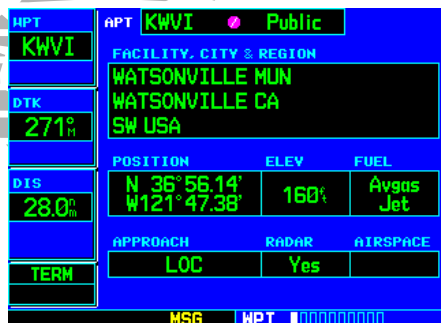 WPT
APT KWVI Public
KWVI
FACILITY, CITY & REGION
WATSONVILLE MUN
WATSONVILLE CA
SW USA
DTK
271°M
POSITION ELEV FUEL
N 36°56.14'
W121°47.38'
160ft
Avgas
Jet
DIS
28.0nm
APPROACH RADAR AIRSPACE
LOC Yes
TERM
MSG WPT